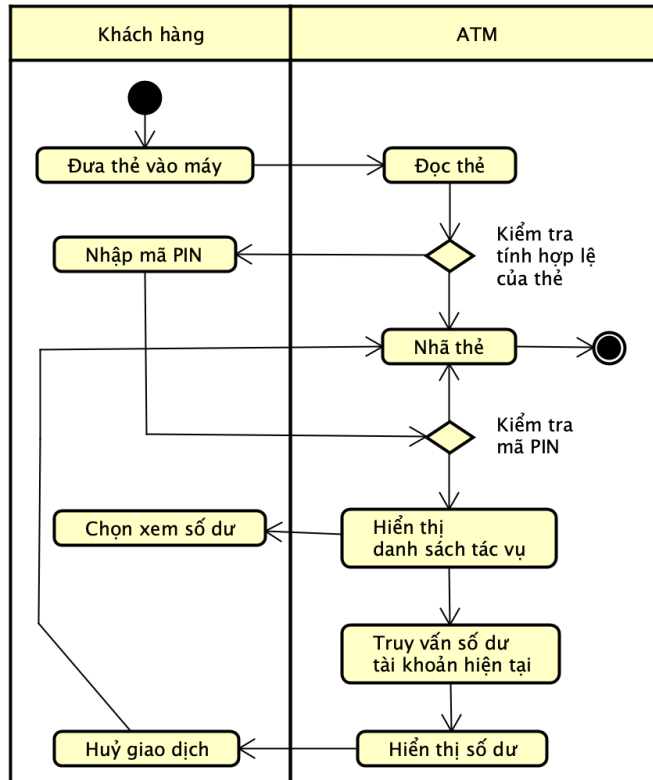 Khách hàng
ATM
Đưa thẻ vào máy
Đọc thẻ
Nhập mã PIN
Kiểm tra
tính hợp lệ
của thẻ
Nhã thẻ
Kiểm tra
mã PIN
Chọn xem số dư
Hiển thị
danh sách tác vụ
Truy vấn số dư
tài khoản hiện tại
Huỷ giao dịch
Hiển thị số dư